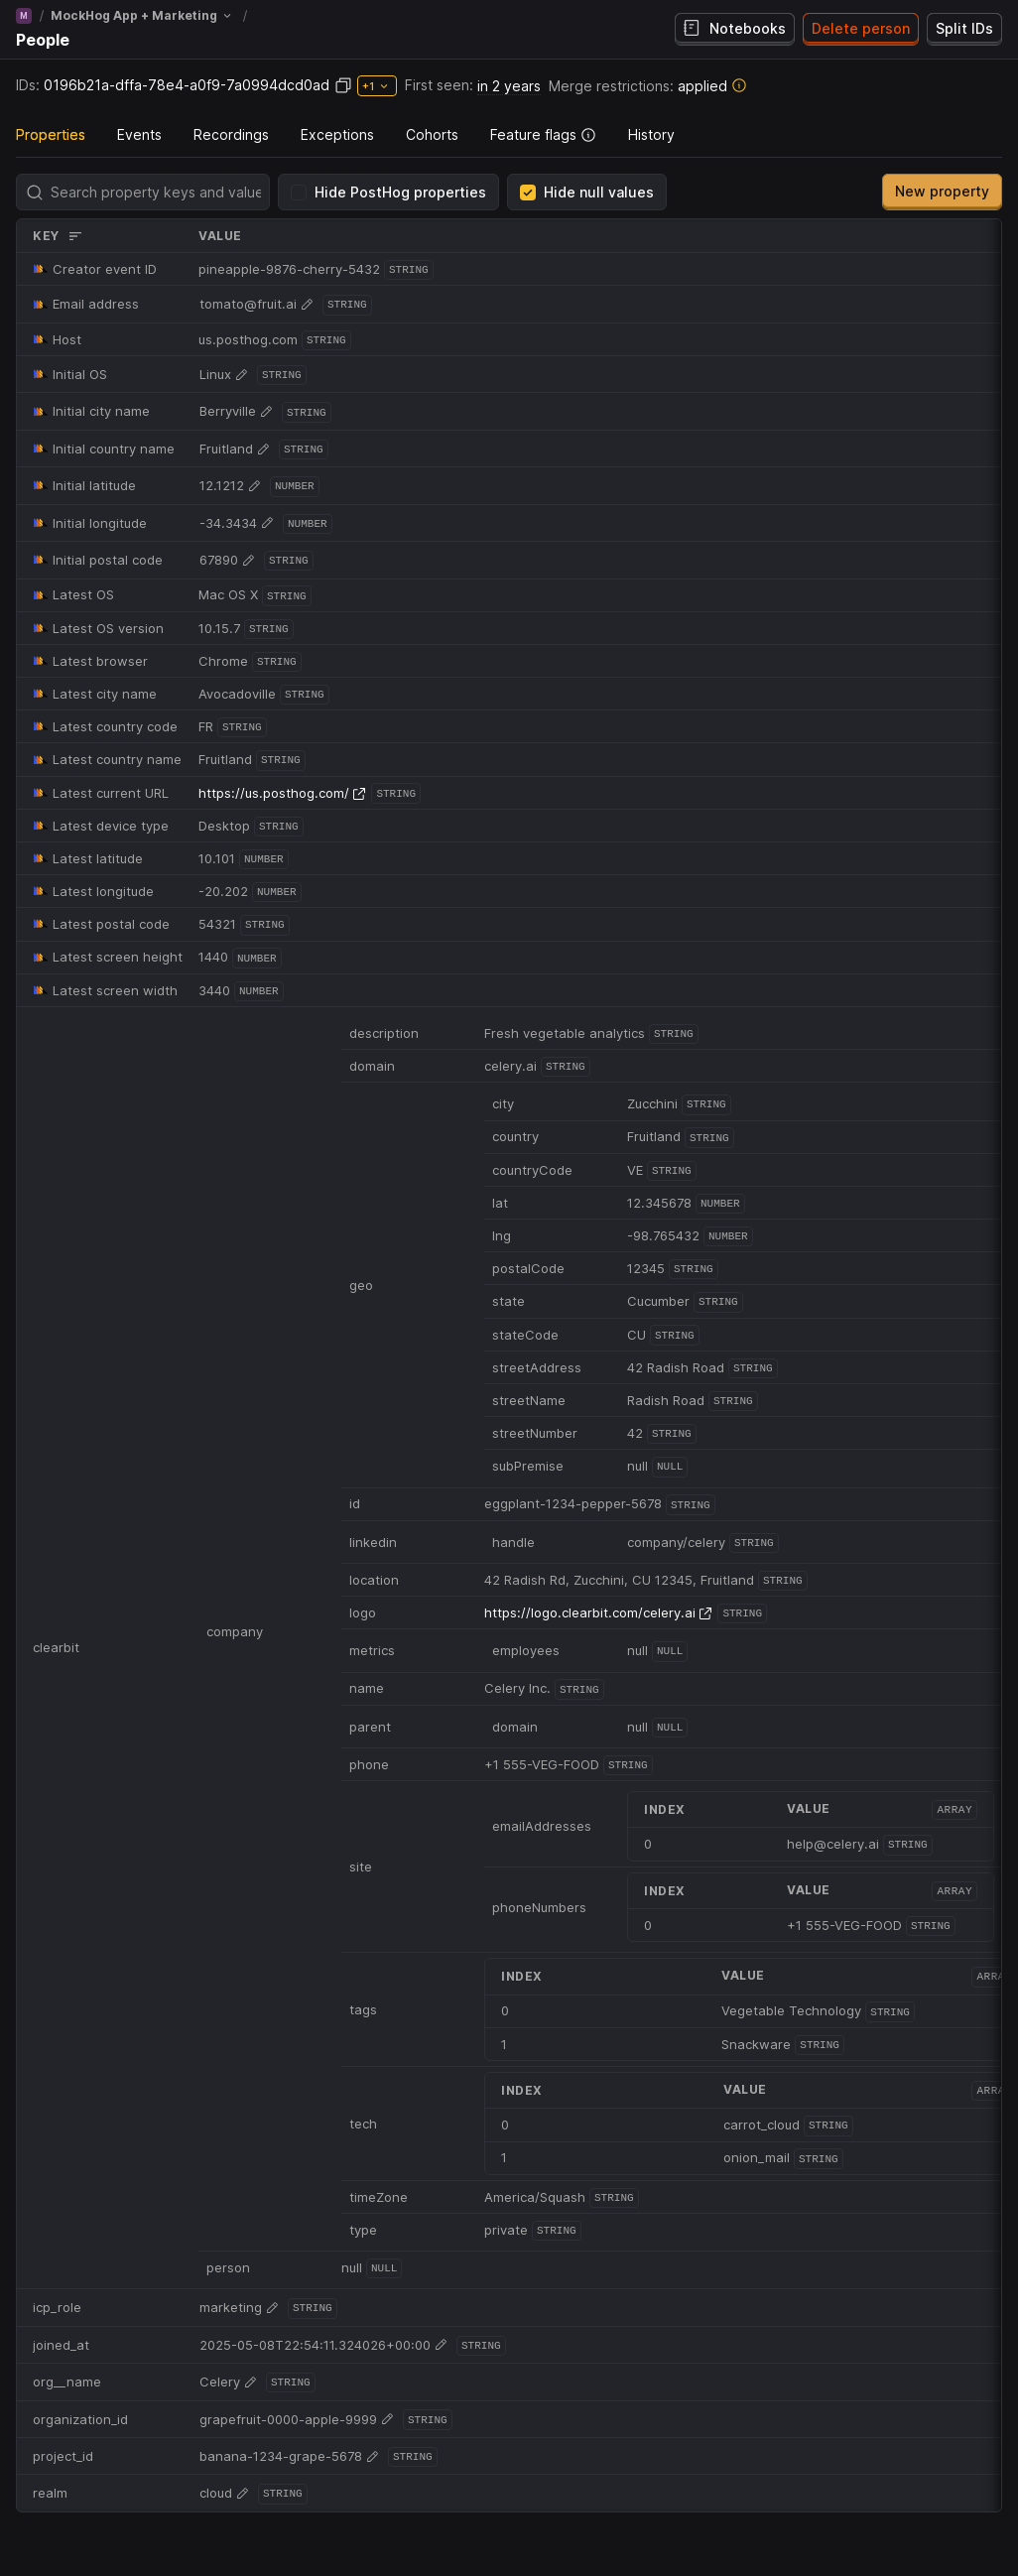 M / MockHog App + Marketing /
People
Notebooks
Delete person
Split IDs
IDs: 0196b21a-dffa-78e4-a0f9-7a0994dcd0ad +1 First seen: in 2 years Merge restrictions: applied
Properties Events Recordings Exceptions Cohorts Feature flags History
Search property keys and value
Hide PostHog properties
Hide null values
New property
KEY VALUE
Creator event ID pineapple-9876-cherry-5432 STRING
Email address tomato@fruit.ai STRING
Host us.posthog.com STRING
Initial OS Linux STRING
Initial city name Berryville STRING
Initial country name Fruitland STRING
Initial latitude 12.1212 NUMBER
Initial longitude -34.3434 NUMBER
Initial postal code 67890 STRING
Latest OS Mac OS X STRING
Latest OS version 10.15.7 STRING
Latest browser Chrome STRING
Latest city name Avocadoville STRING
Latest country code FR STRING
Latest country name Fruitland STRING
Latest current URL https://us.posthog.com/ STRING
Latest device type Desktop STRING
Latest latitude 10.101 NUMBER
Latest longitude -20.202 NUMBER
Latest postal code 54321 STRING
Latest screen height 1440 NUMBER
Latest screen width 3440 NUMBER
clearbit
company
description Fresh vegetable analytics STRING
domain celery.ai STRING
geo
city Zucchini STRING
country Fruitland STRING
countryCode VE STRING
lat 12.345678 NUMBER
lng -98.765432 NUMBER
postalCode 12345 STRING
state Cucumber STRING
stateCode CU STRING
streetAddress 42 Radish Road STRING
streetName Radish Road STRING
streetNumber 42 STRING
subPremise null NULL
id eggplant-1234-pepper-5678 STRING
linkedin handle company/celery STRING
location 42 Radish Rd, Zucchini, CU 12345, Fruitland STRING
logo https://logo.clearbit.com/celery.ai STRING
metrics employees null NULL
name Celery Inc. STRING
parent domain null NULL
phone +1 555-VEG-FOOD STRING
site
emailAddresses
INDEX VALUE ARRAY
0 help@celery.ai STRING
phoneNumbers
INDEX VALUE ARRAY
0 +1 555-VEG-FOOD STRING
tags
INDEX VALUE ARRA
0 Vegetable Technology STRING
1 Snackware STRING
tech
INDEX VALUE ARRA
0 carrot_cloud STRING
1 onion_mail STRING
timeZone America/Squash STRING
type private STRING
person null NULL
icp_role marketing STRING
joined_at 2025-05-08T22:54:11.324026+00:00 STRING
org__name Celery STRING
organization_id grapefruit-0000-apple-9999 STRING
project_id banana-1234-grape-5678 STRING
realm cloud STRING